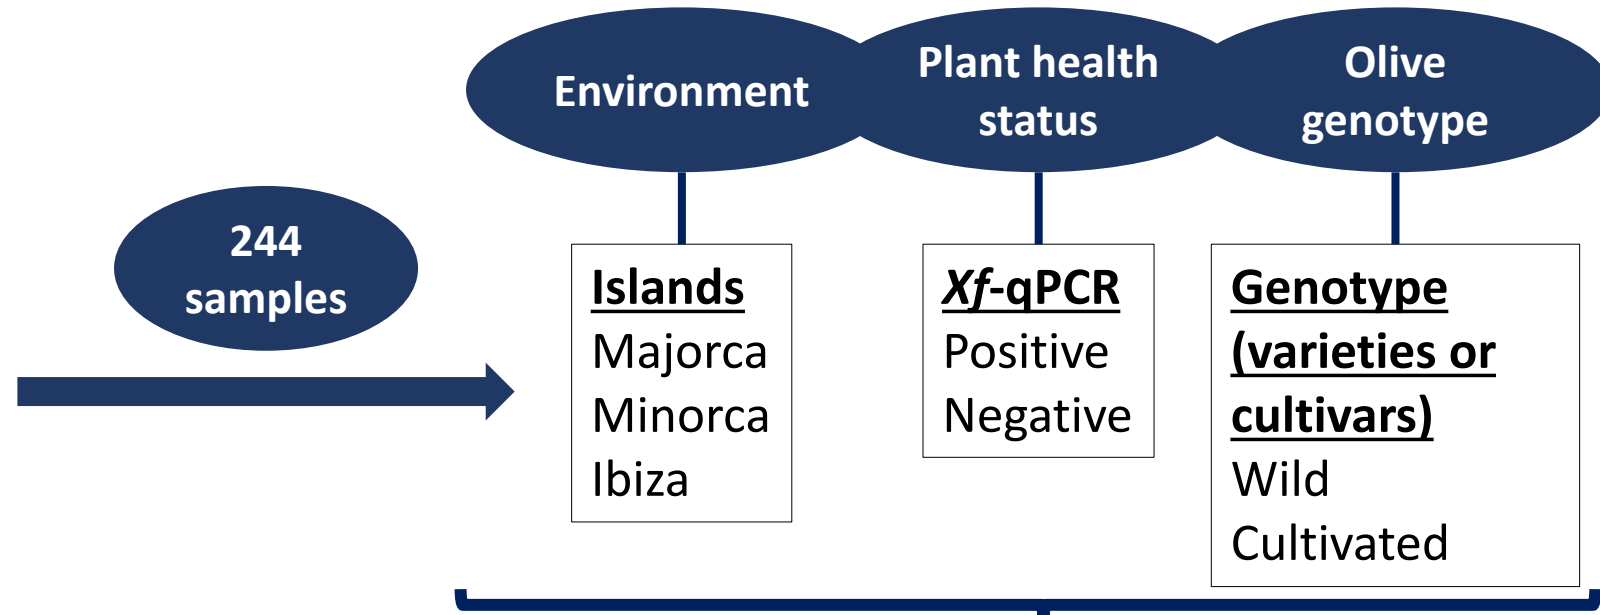 Environment
Plant health
status
Olive
genotype
244
samples
Islands
Majorca
Minorca
Ibiza
Xf-qPCR
Positive
Negative
Genotype
(varieties or
cultivars)
Wild
Cultivated